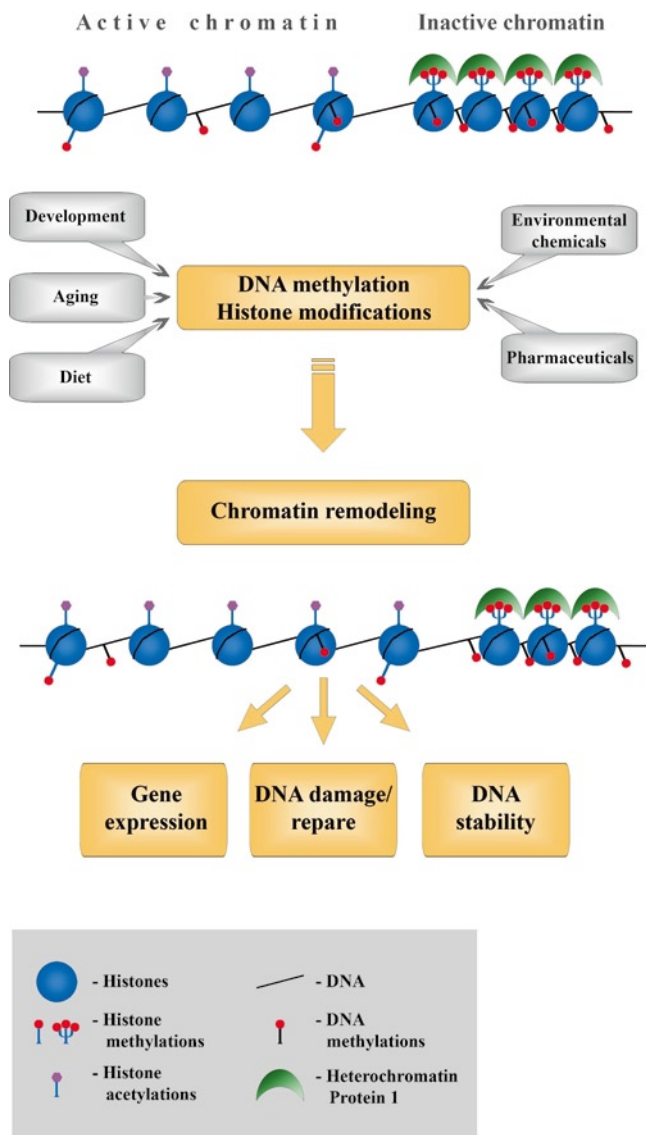 Active chromatin
Inactive chromatin
Development
Aging
Diet
DNA methylation
Histone modifications
Environmental
chemicals
Pharmaceuticals
Chromatin remodeling
Gene
expression
DNA damage/
repare
DNA
stability
- Histones
- DNA
- Histone
methylations
- DNA
methylations
- Histone
acetylations
- Heterochromatin
Protein 1